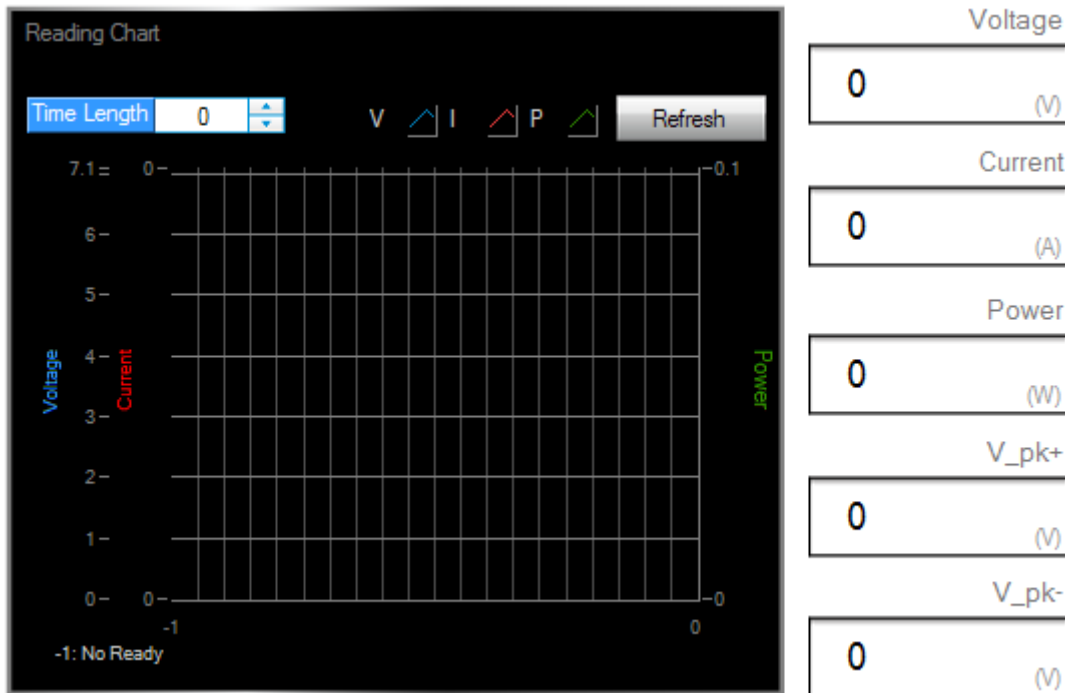 Reading Chart
Time Length 0 V I P Refresh
7.1 0 0.1
6
5
4
3
2
1
0 0 0
Voltage
Current
Power
-1 0
-1: No Ready
Voltage
0 (V)
Current
0 (A)
Power
0 (W)
V_pk+
0 (V)
V_pk-
0 (V)